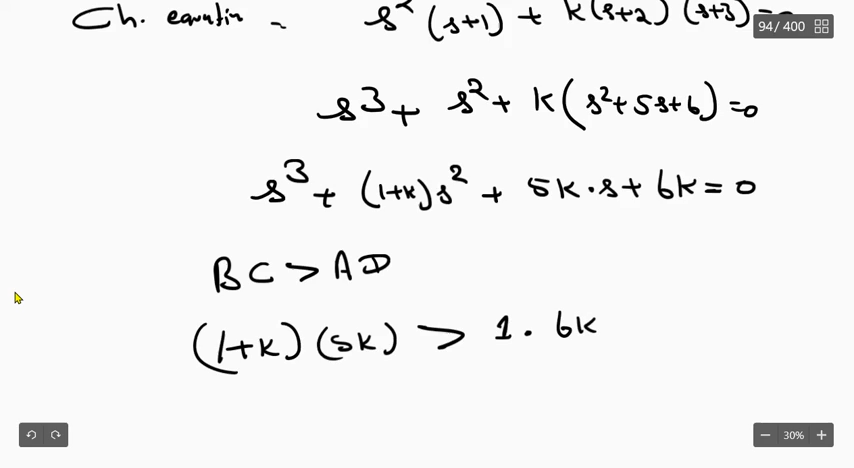 Ch. equation = s²(s+1) + k(s+2)(s+3)=0
94/400
s³ + s² + k(s²+5s+6)=0
s³ + (1+k)s² + 5k·s + 6k = 0
BC > AD
(1+k)(5k) > 1. 6k
30%